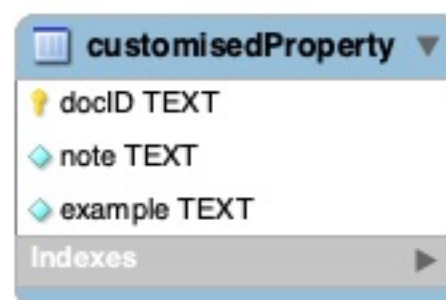 customisedProperty
docID TEXT
note TEXT
example TEXT
Indexes